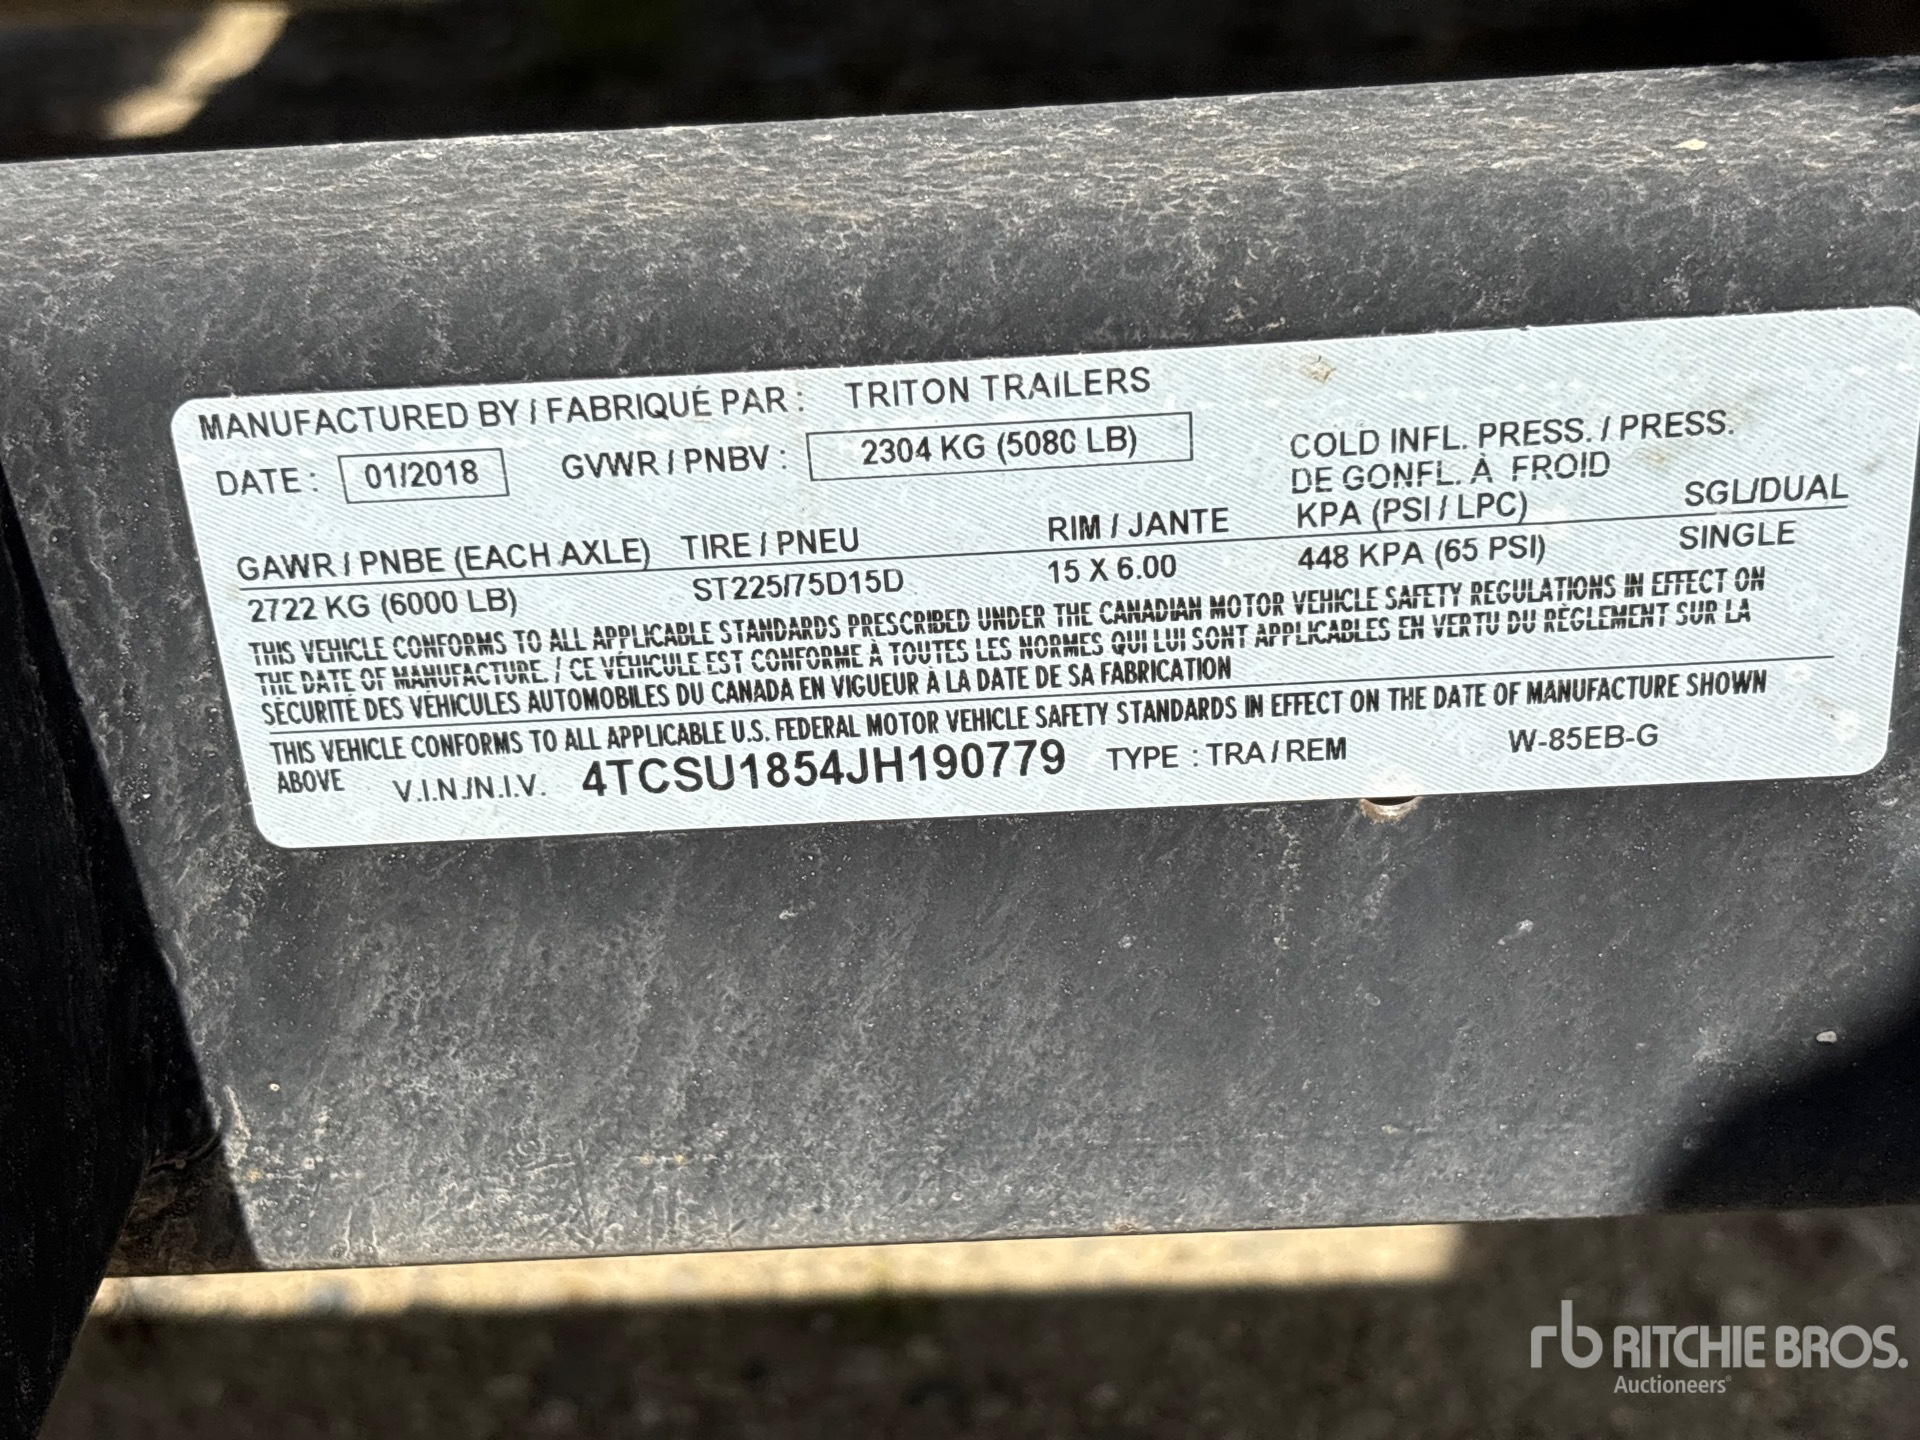 MANUFACTURED BY / FABRIQUÉ PAR : TRITON TRAILERS
DATE : 01/2018 GVWR / PNBV : 2304 KG (5080 LB)
COLD INFL. PRESS. / PRESS.
DE GONFL. À FROID
GAWR / PNBE (EACH AXLE) TIRE / PNEU RIM / JANTE KPA (PSI / LPC) SGL/DUAL
2722 KG (6000 LB) ST225/75D15D 15 X 6.00 448 KPA (65 PSI) SINGLE
THIS VEHICLE CONFORMS TO ALL APPLICABLE STANDARDS PRESCRIBED UNDER THE CANADIAN MOTOR VEHICLE SAFETY REGULATIONS IN EFFECT ON
THE DATE OF MANUFACTURE. / CE VÉHICULE EST CONFORME À TOUTES LES NORMES QUI LUI SONT APPLICABLES EN VERTU DU RÈGLEMENT SUR LA
SÉCURITÉ DES VÉHICULES AUTOMOBILES DU CANADA EN VIGUEUR À LA DATE DE SA FABRICATION
THIS VEHICLE CONFORMS TO ALL APPLICABLE U.S. FEDERAL MOTOR VEHICLE SAFETY STANDARDS IN EFFECT ON THE DATE OF MANUFACTURE SHOWN
ABOVE V.I.N./N.I.V. 4TCSU1854JH190779 TYPE : TRA / REM W-85EB-G
rb RITCHIE BROS.
Auctioneers